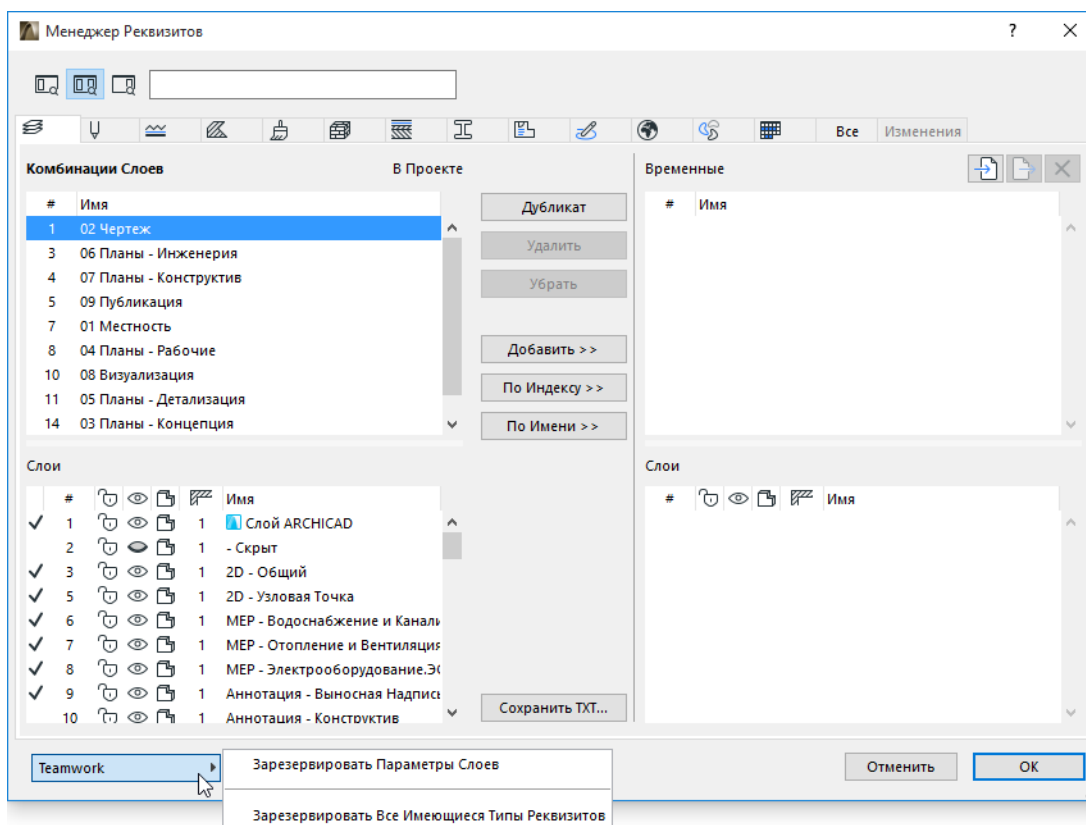 Менеджер Реквизитов
?
Все Изменения
Комбинации Слоев В Проекте
# Имя
1 02 Чертеж
3 06 Планы - Инженерия
4 07 Планы - Конструктив
5 09 Публикация
7 01 Местность
8 04 Планы - Рабочие
10 08 Визуализация
11 05 Планы - Детализация
14 03 Планы - Концепция
Дубликат
Удалить
Убрать
Добавить >>
По Индексу >>
По Имени >>
Временные
# Имя
Слои
# Имя
1 1 Слой ARCHICAD
2 1 - Скрыт
3 1 2D - Общий
5 1 2D - Узловая Точка
6 1 МЕР - Водоснабжение и Канали
7 1 МЕР - Отопление и Вентиляция
8 1 МЕР - Электрооборудование.ЭС
9 1 Аннотация - Выносная Надпись
10 1 Аннотация - Конструктив
Сохранить TXT...
Слои
# Имя
Teamwork
Зарезервировать Параметры Слоев
Зарезервировать Все Имеющиеся Типы Реквизитов
Отменить
OK